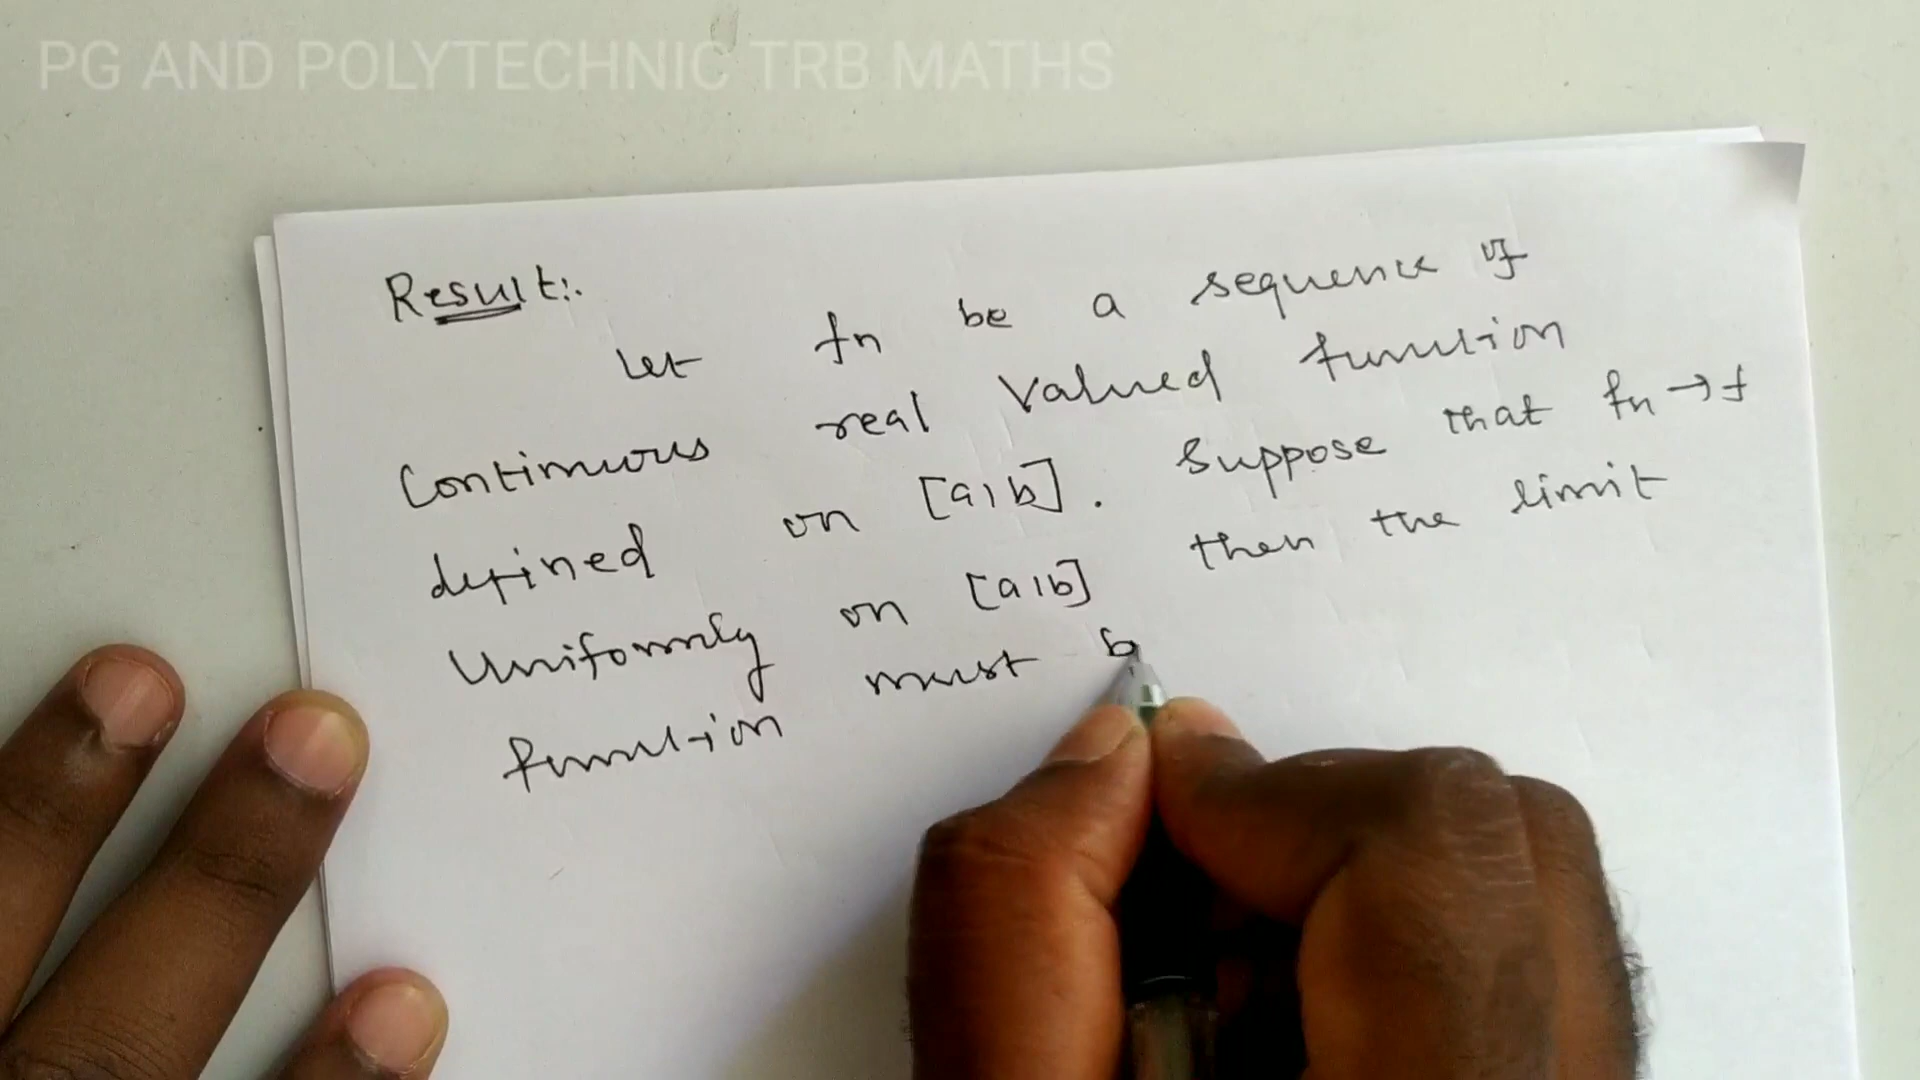 PG AND POLYTECHNIC TRB MATHS
Result:.
Let fn be a sequence of
Continuous real valued function
defined on [a,b]. Suppose that fn → f
Uniformly on [a,b] then the limit
function must b